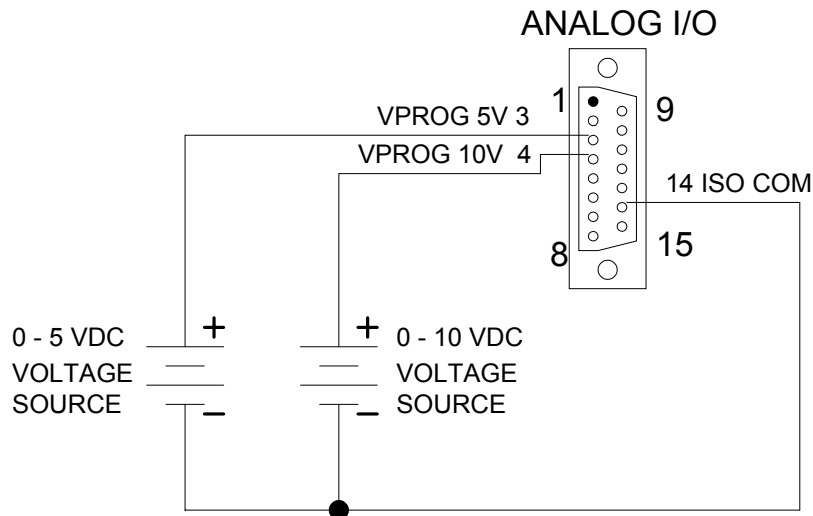 ANALOG I/O
1
9
VPROG 5V 3
VPROG 10V 4
14 ISO COM
8
15
+
+
0 - 5 VDC
VOLTAGE
SOURCE
0 - 10 VDC
VOLTAGE
SOURCE
–
–